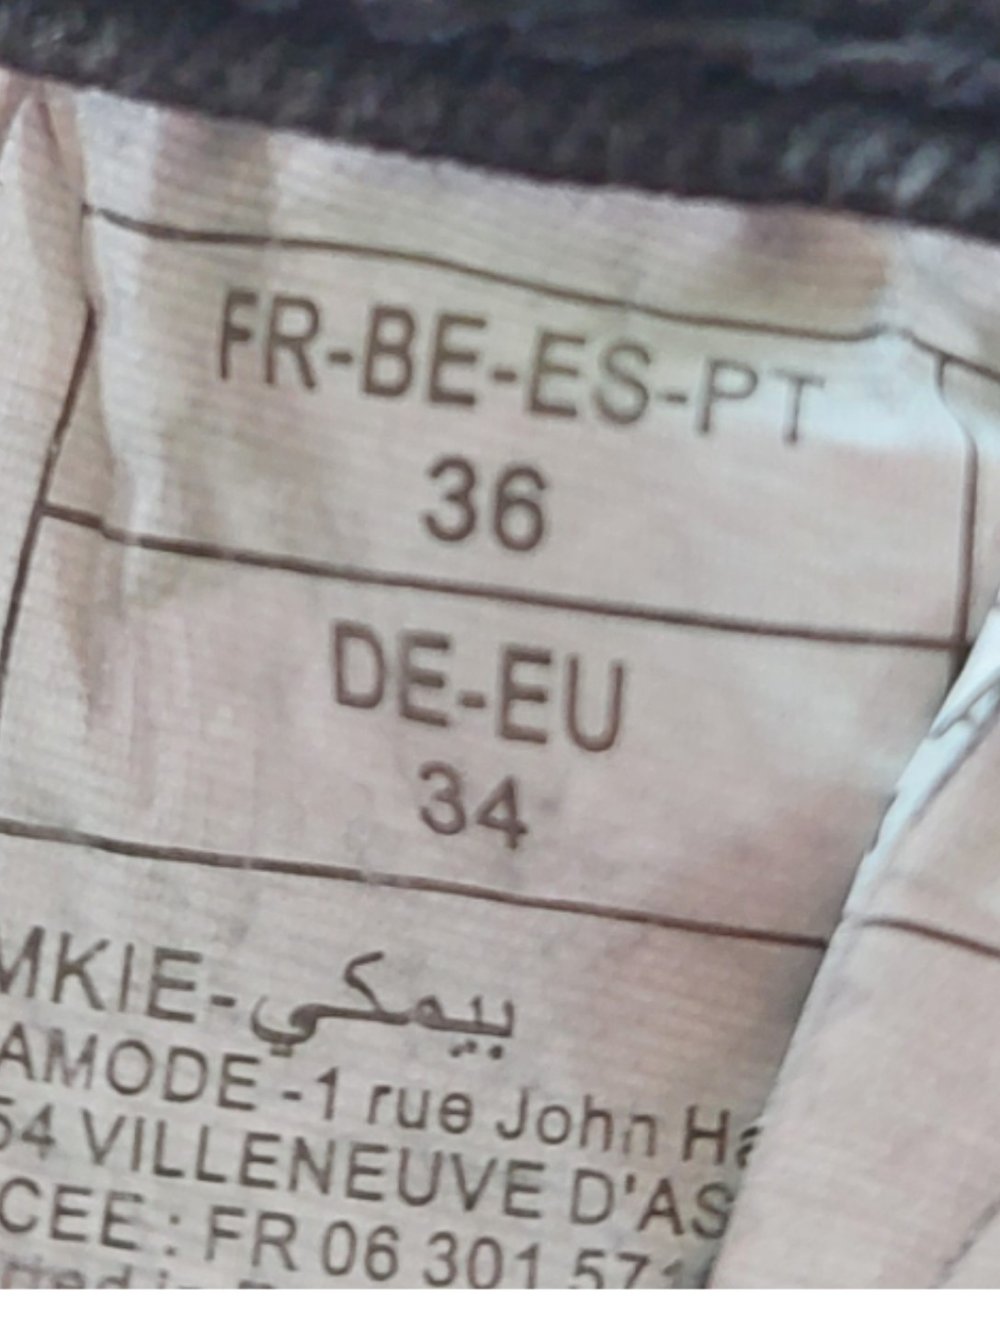 FR-BE-ES-PT
36
DE-EU
34
MKIE-بيمكي
AMODE -1 rue John Ha
54 VILLENEUVE D'AS
CEE : FR 06 301 571